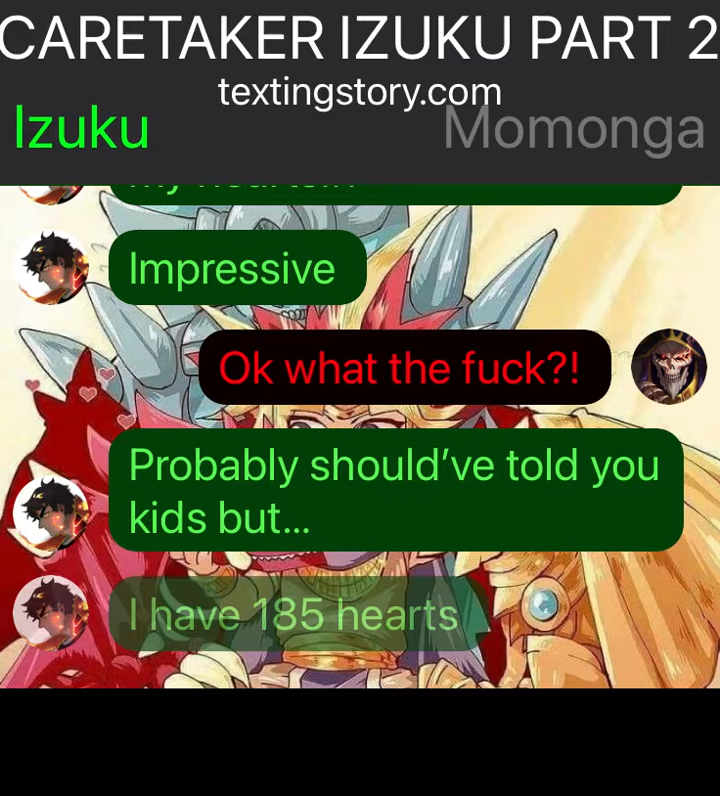 CARETAKER IZUKU PART 2
textingstory.com
Izuku
Momonga
Impressive
Ok what the fuck?!
Probably should've told you
kids but...
I have 185 hearts